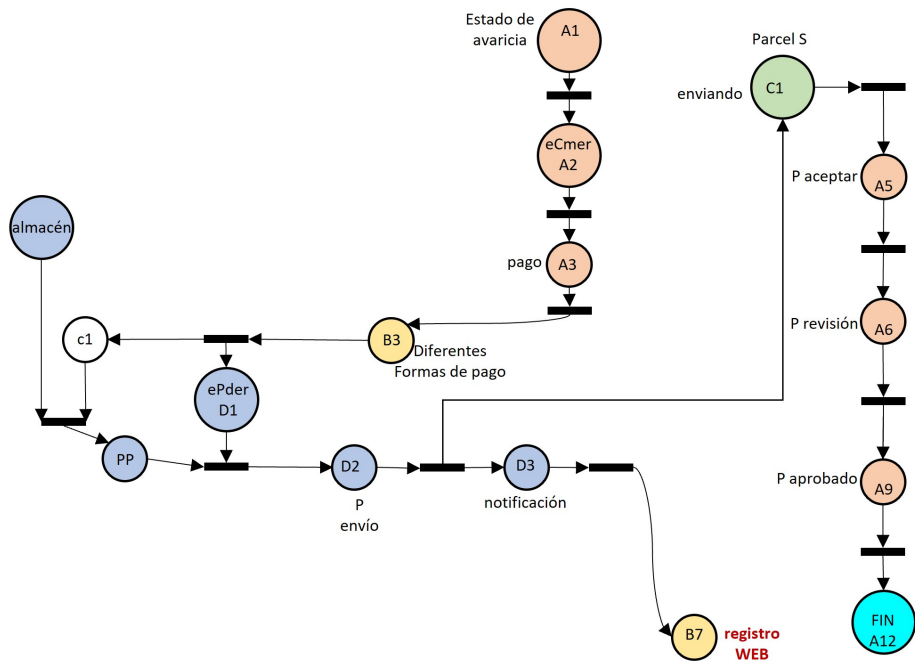 Estado de
avaricia
A1
Parcel S
enviando
C1
eCmer
A2
P aceptar
A5
almacén
pago
A3
c1
B3
Diferentes
Formas de pago
P revisión
A6
ePder
D1
PP
D2
P
envío
D3
notificación
P aprobado
A9
B7
registro
WEB
FIN
A12